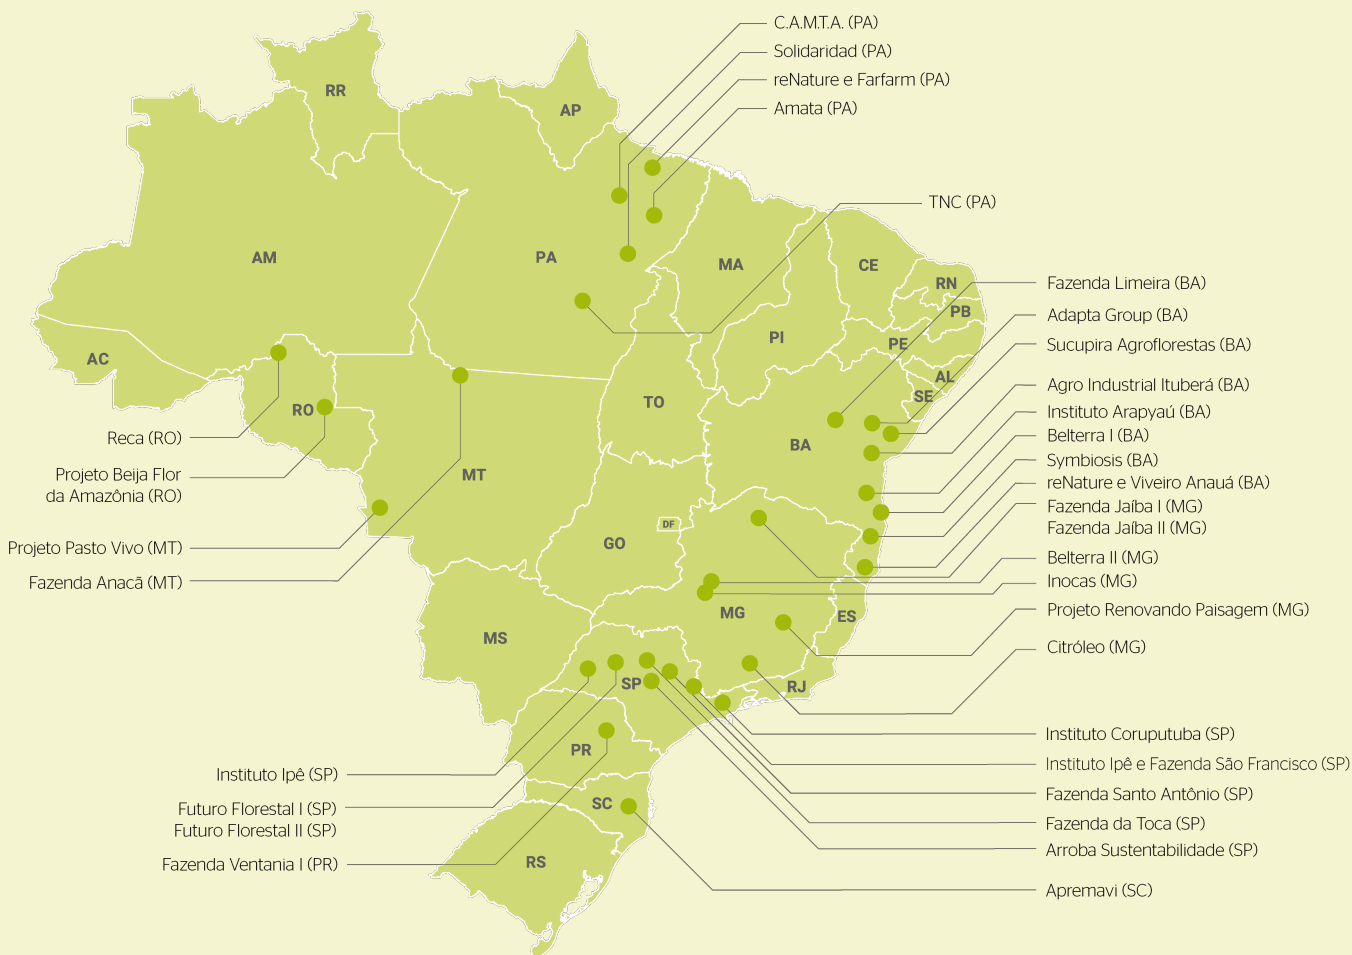 C.A.M.T.A. (PA)
Solidaridad (PA)
reNature e Farfarm (PA)
Amata (PA)
TNC (PA)
Fazenda Limeira (BA)
Adapta Group (BA)
Sucupira Agroflorestas (BA)
Agro Industrial Ituberá (BA)
Instituto Arapyaú (BA)
Belterra I (BA)
Symbiosis (BA)
reNature e Viveiro Anauá (BA)
Fazenda Jaíba I (MG)
Fazenda Jaíba II (MG)
Belterra II (MG)
Inocas (MG)
Projeto Renovando Paisagem (MG)
Citróleo (MG)
Instituto Coruputuba (SP)
Instituto Ipê e Fazenda São Francisco (SP)
Fazenda Santo Antônio (SP)
Fazenda da Toca (SP)
Arroba Sustentabilidade (SP)
Apremavi (SC)
Reca (RO)
Projeto Beija Flor
da Amazônia (RO)
Projeto Pasto Vivo (MT)
Fazenda Anacã (MT)
Instituto Ipê (SP)
Futuro Florestal I (SP)
Futuro Florestal II (SP)
Fazenda Ventania I (PR)
RR
AP
AM
PA
MA
CE
RN
PB
PI
PE
AC
AL
SE
RO
TO
BA
MT
DF
GO
MG
ES
MS
SP
RJ
PR
SC
RS